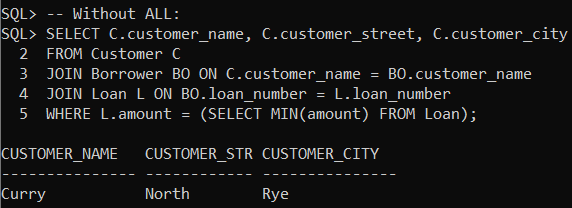 SQL> -- Without ALL:
SQL> SELECT C.customer_name, C.customer_street, C.customer_city
  2  FROM Customer C
  3  JOIN Borrower BO ON C.customer_name = BO.customer_name
  4  JOIN Loan L ON BO.loan_number = L.loan_number
  5  WHERE L.amount = (SELECT MIN(amount) FROM Loan);
CUSTOMER_NAME   CUSTOMER_STR CUSTOMER_CITY
--------------- ------------ ---------------
Curry           North        Rye